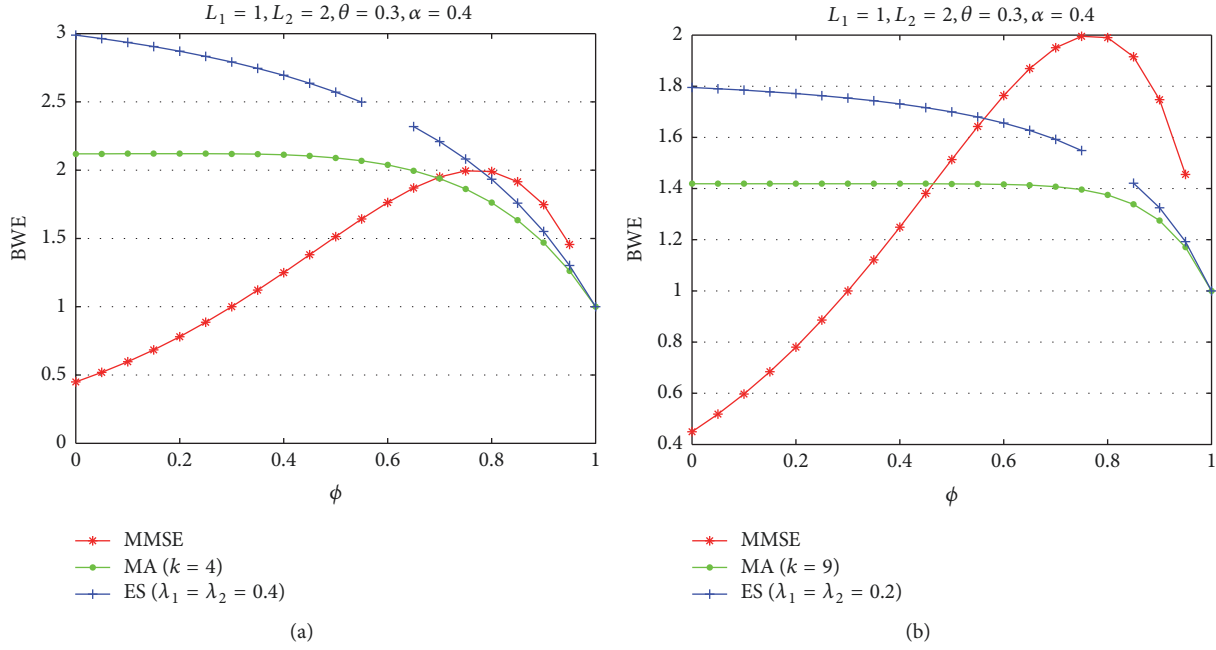 L₁ = 1, L₂ = 2, θ = 0.3, α = 0.4
3
2.5
2
1.5
1
0.5
0
BWE
0 0.2 0.4 0.6 0.8 1
ϕ
MMSE
MA (k = 4)
ES (λ₁ = λ₂ = 0.4)
(a)
L₁ = 1, L₂ = 2, θ = 0.3, α = 0.4
2
1.8
1.6
1.4
1.2
1
0.8
0.6
0.4
BWE
0 0.2 0.4 0.6 0.8 1
ϕ
MMSE
MA (k = 9)
ES (λ₁ = λ₂ = 0.2)
(b)